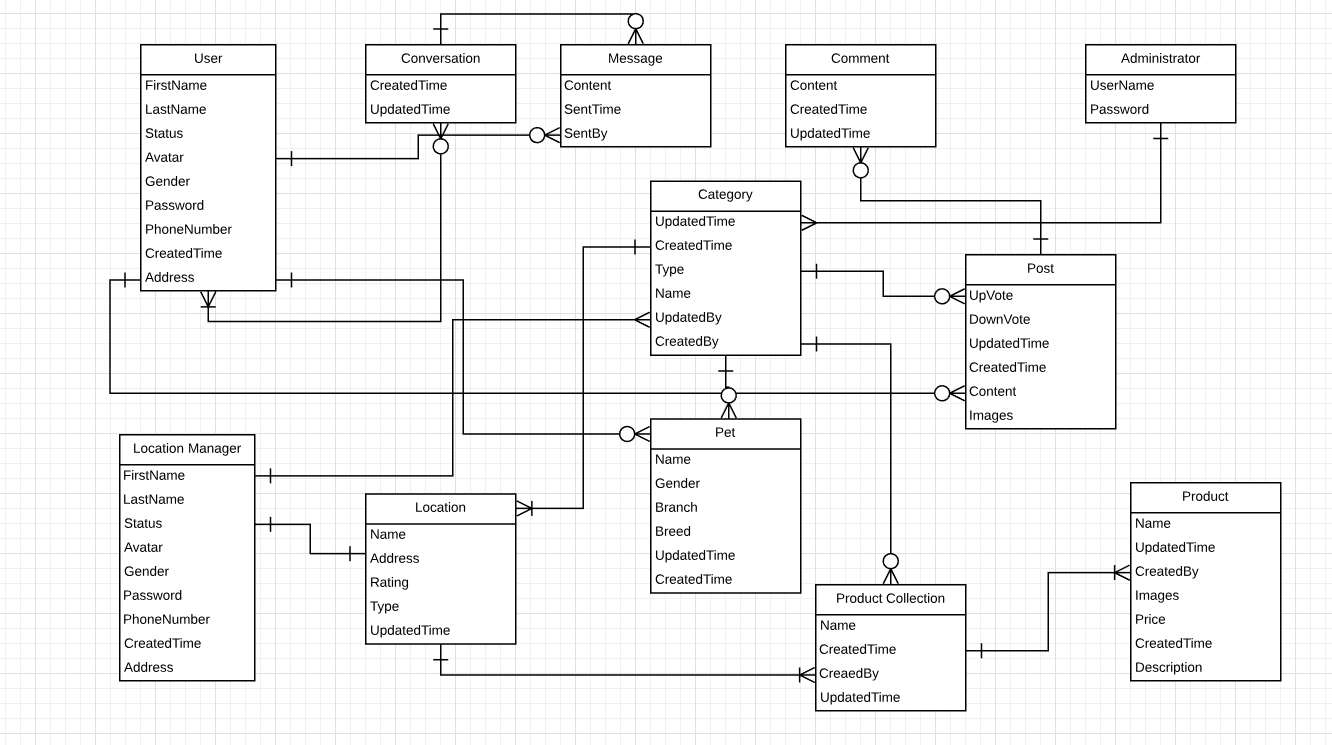 User
FirstName
LastName
Status
Avatar
Gender
Password
PhoneNumber
CreatedTime
Address
Conversation
CreatedTime
UpdatedTime
Message
Content
SentTime
SentBy
Comment
Content
CreatedTime
UpdatedTime
Administrator
UserName
Password
Category
UpdatedTime
CreatedTime
Type
Name
UpdatedBy
CreatedBy
Post
UpVote
DownVote
UpdatedTime
CreatedTime
Content
Images
Location Manager
FirstName
LastName
Status
Avatar
Gender
Password
PhoneNumber
CreatedTime
Address
Location
Name
Address
Rating
Type
UpdatedTime
Pet
Name
Gender
Branch
Breed
UpdatedTime
CreatedTime
Product Collection
Name
CreatedTime
CreaedBy
UpdatedTime
Product
Name
UpdatedTime
CreatedBy
Images
Price
CreatedTime
Description